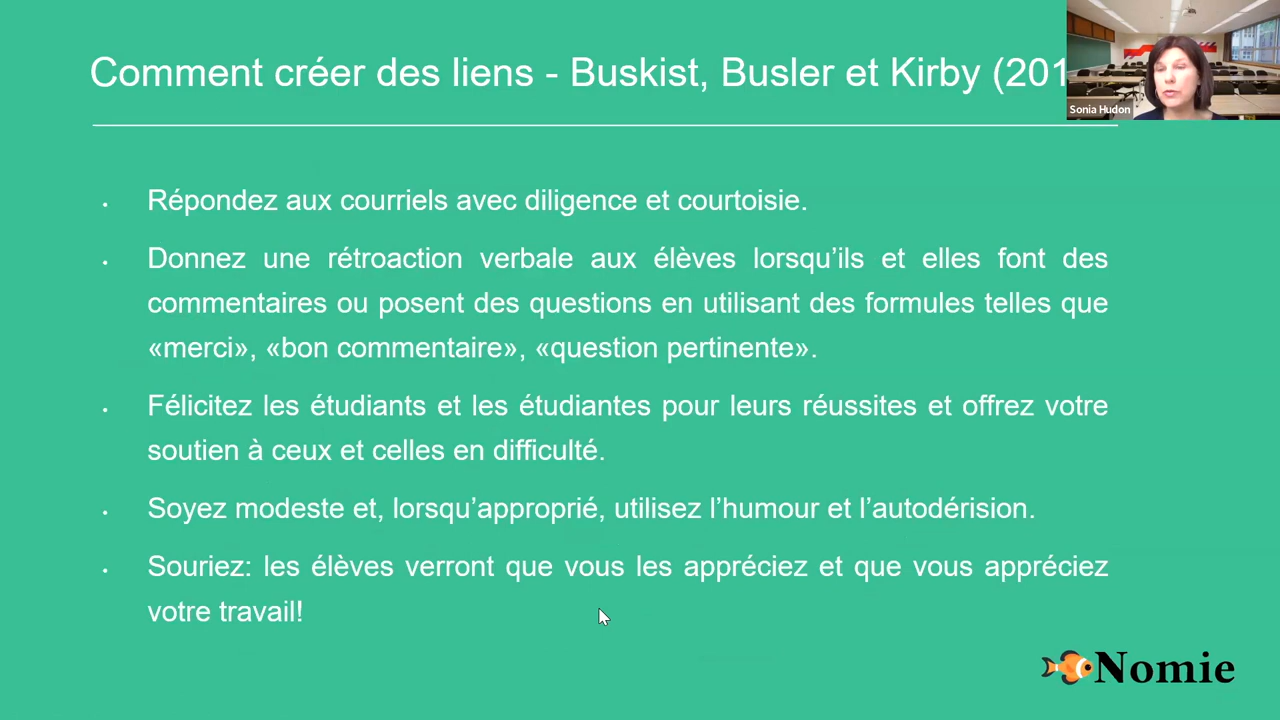 Comment créer des liens - Buskist, Busler et Kirby (201
Sonia Hudon
Répondez aux courriels avec diligence et courtoisie.
Donnez une rétroaction verbale aux élèves lorsqu’ils et elles font des
commentaires ou posent des questions en utilisant des formules telles que
«merci», «bon commentaire», «question pertinente».
Félicitez les étudiants et les étudiantes pour leurs réussites et offrez votre
soutien à ceux et celles en difficulté.
Soyez modeste et, lorsqu’approprié, utilisez l’humour et l’autodérision.
Souriez: les élèves verront que vous les appréciez et que vous appréciez
votre travail!
Nomie